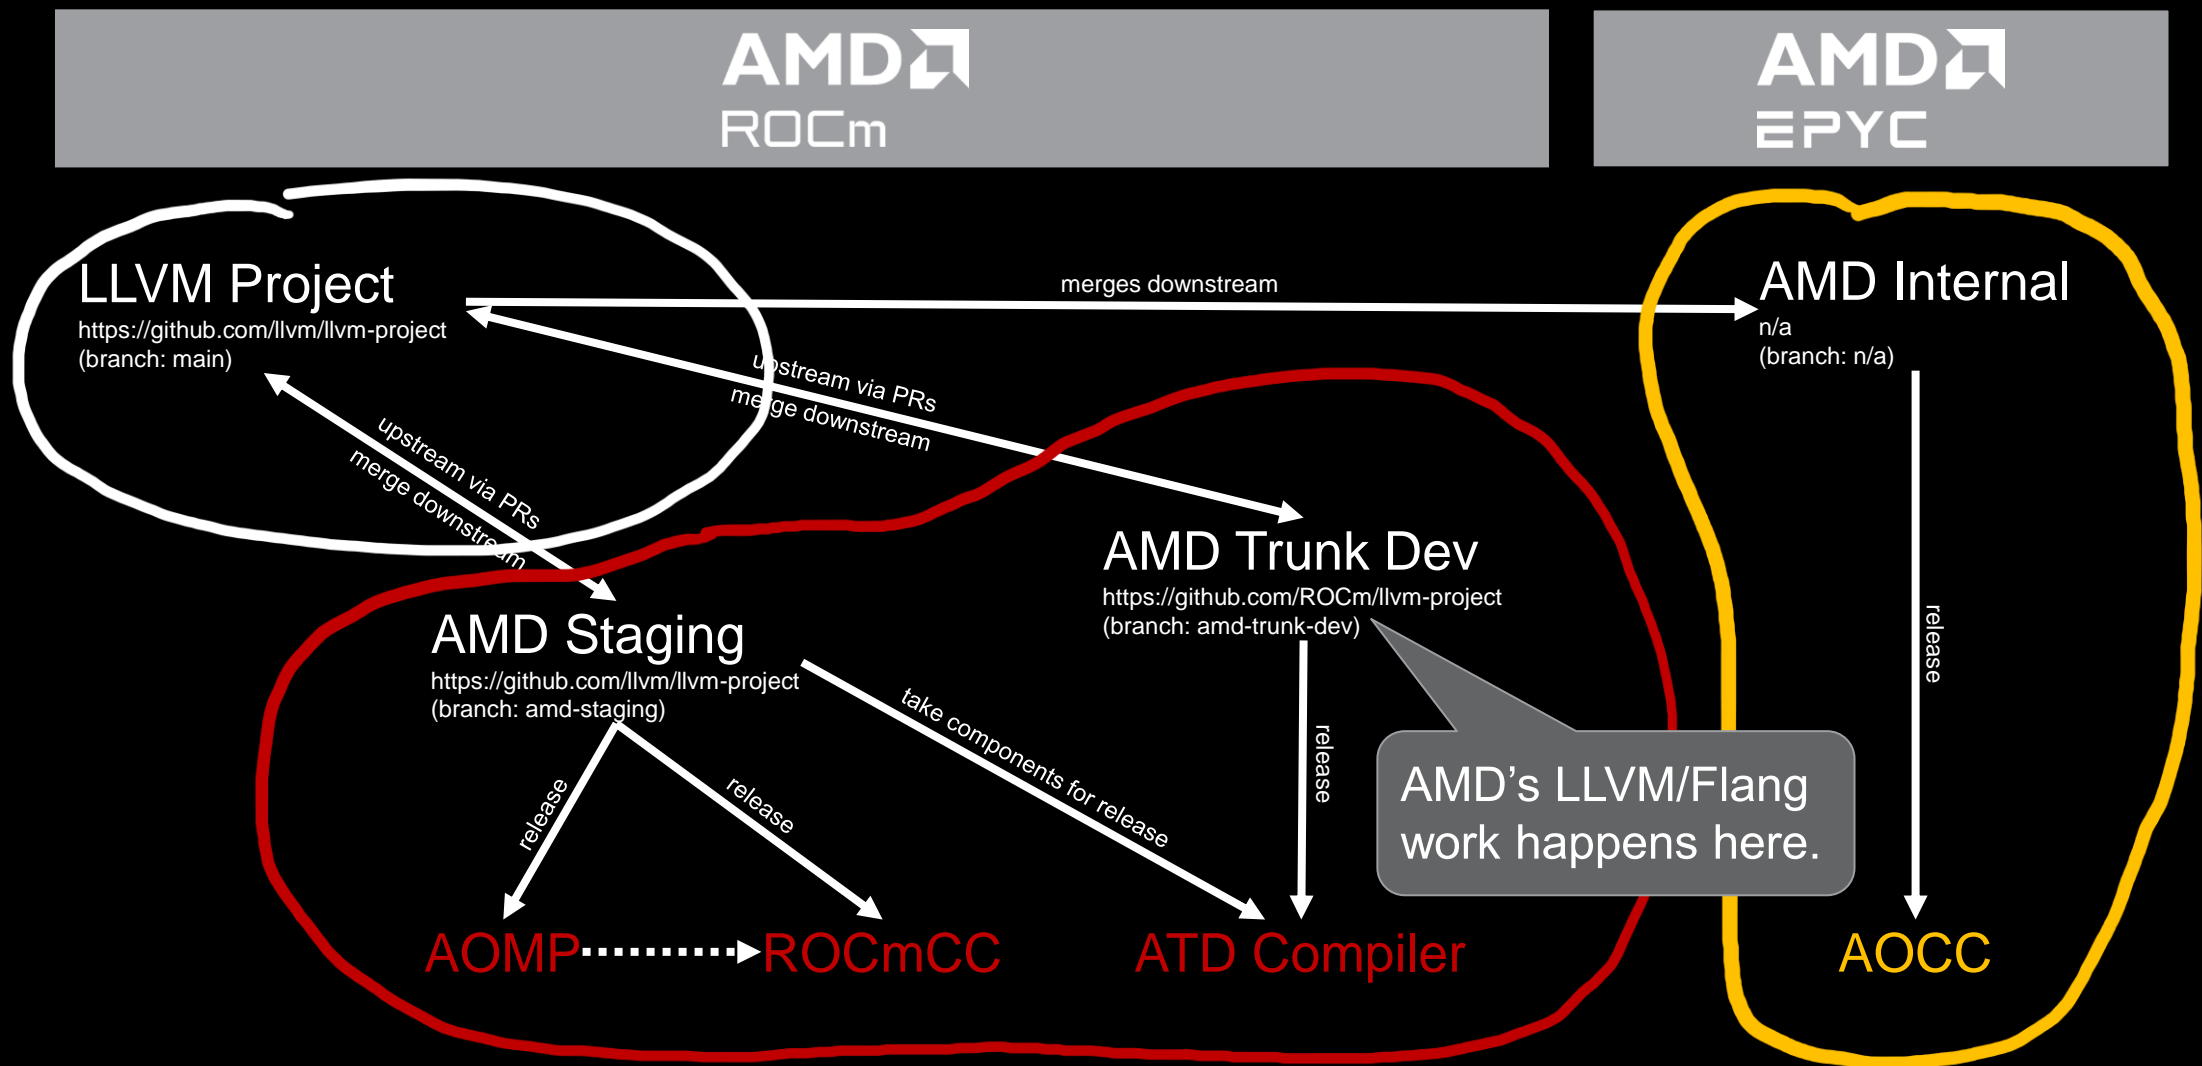 AMD
ROCm
AMD
EPYC
LLVM Project
https://github.com/llvm/llvm-project
(branch: main)
merges downstream
AMD Internal
n/a
(branch: n/a)
upstream via PRs
merge downstream
upstream via PRs
merge downstream
AMD Trunk Dev
https://github.com/ROCm/llvm-project
(branch: amd-trunk-dev)
AMD Staging
https://github.com/llvm/llvm-project
(branch: amd-staging)
release
release
take components for release
release
release
AMD’s LLVM/Flang
work happens here.
AOMP
ROCmCC
ATD Compiler
AOCC